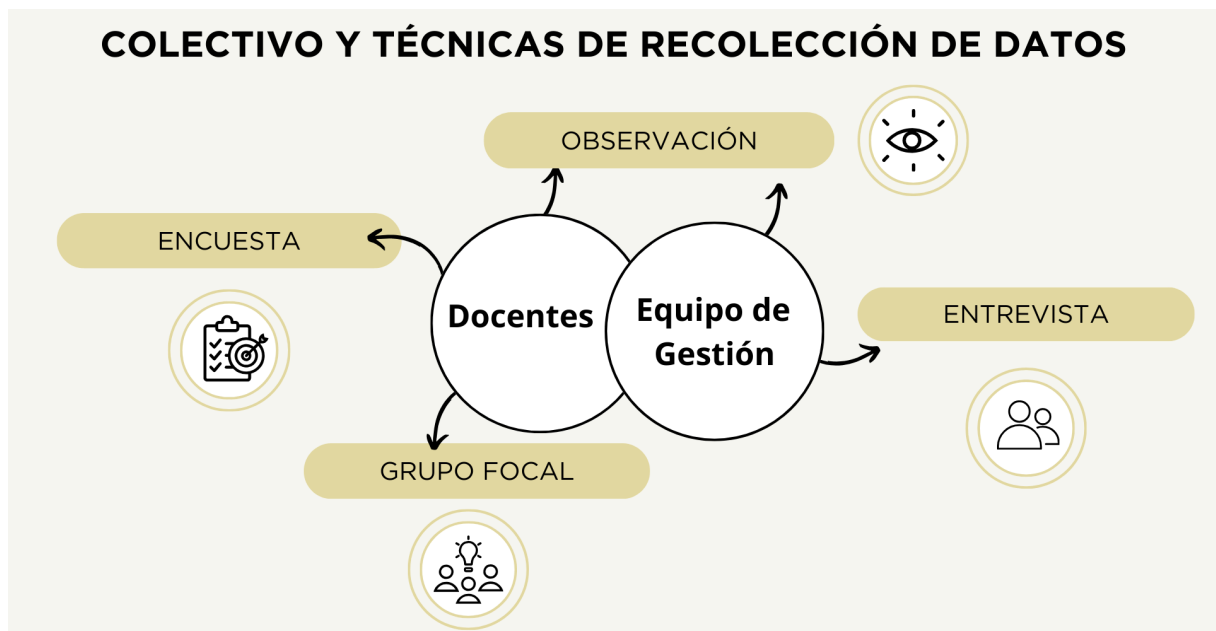 COLECTIVO Y TÉCNICAS DE RECOLECCIÓN DE DATOS
OBSERVACIÓN
ENCUESTA
Docentes
Equipo de
Gestión
ENTREVISTA
GRUPO FOCAL